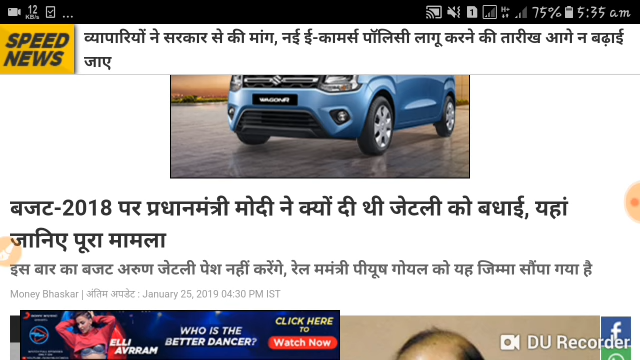 12 KB/s 1 H+ 75% 5:35 am
SPEED NEWS व्यापारियों ने सरकार से की मांग, नई ई-कामर्स पॉलिसी लागू करने की तारीख आगे न बढ़ाई
जाए
WAGONR
बजट-2018 पर प्रधानमंत्री मोदी ने क्यों दी थी जेटली को बधाई, यहां
जानिए पूरा मामला
इस बार का बजट अरुण जेटली पेश नहीं करेंगे, रेल ममंत्री पीयूष गोयल को यह जिम्मा सौंपा गया है
Money Bhaskar | अंतिम अपडेट : January 25, 2019 04:30 PM IST
ELLI AVRRAM
WHO IS THE
BETTER DANCER?
CLICK HERE
TO
Watch Now
DU Recorder